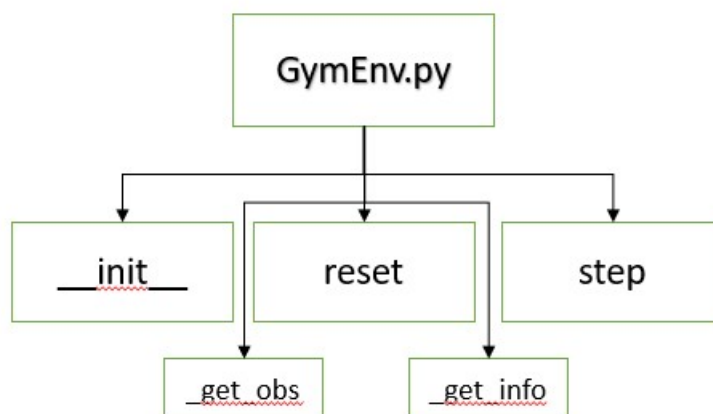 GymEnv.py
__init__
reset
step
_get_obs
_get_info